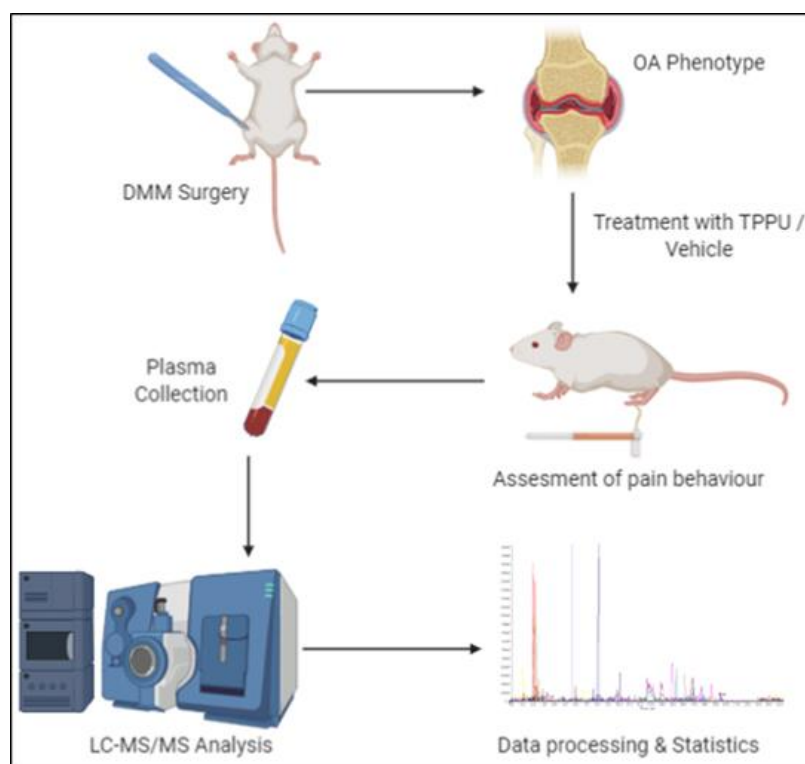 DMM Surgery
OA Phenotype
Treatment with TPPU /
Vehicle
Assesment of pain behaviour
Plasma
Collection
LC-MS/MS Analysis
Data processing & Statistics